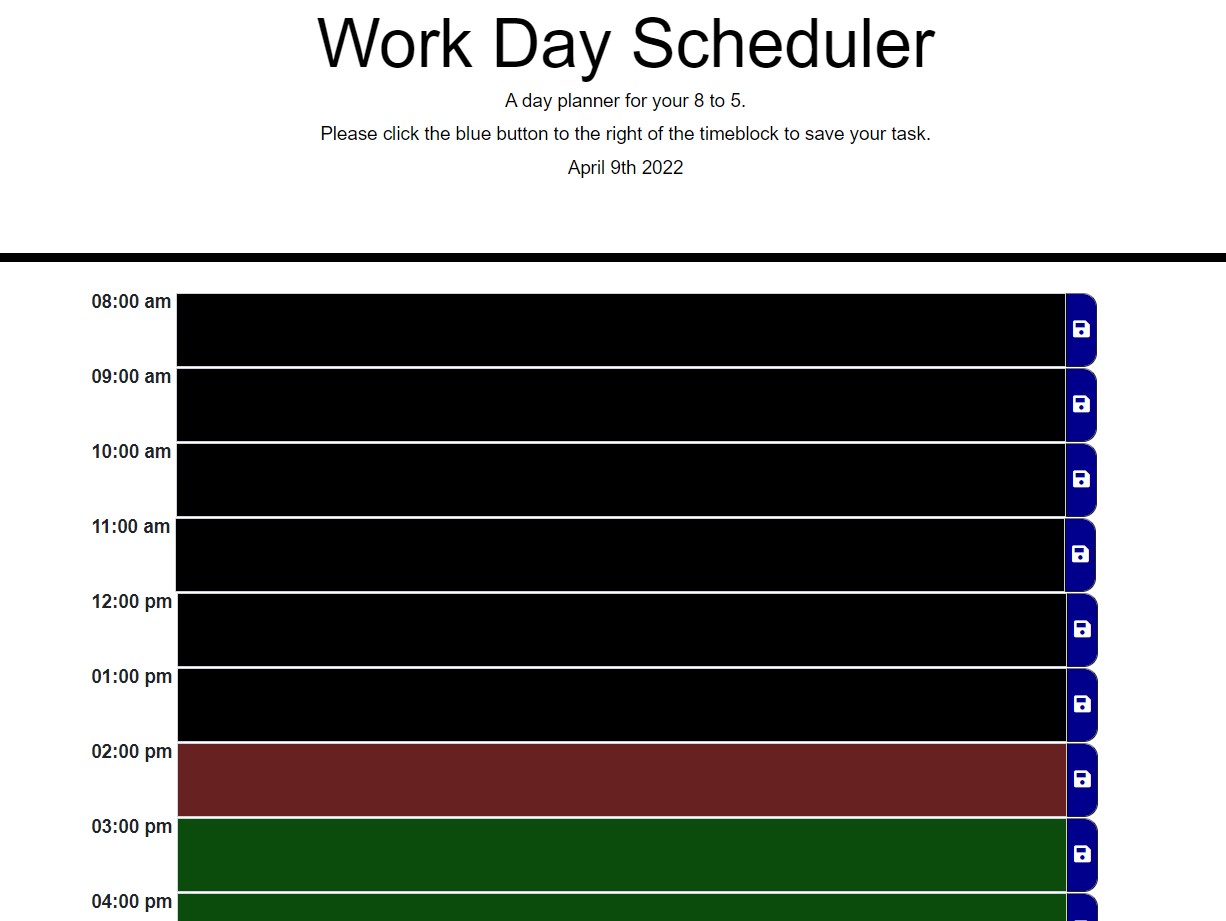 Work Day Scheduler
A day planner for your 8 to 5.
Please click the blue button to the right of the timeblock to save your task.
April 9th 2022
08:00 am
09:00 am
10:00 am
11:00 am
12:00 pm
01:00 pm
02:00 pm
03:00 pm
04:00 pm